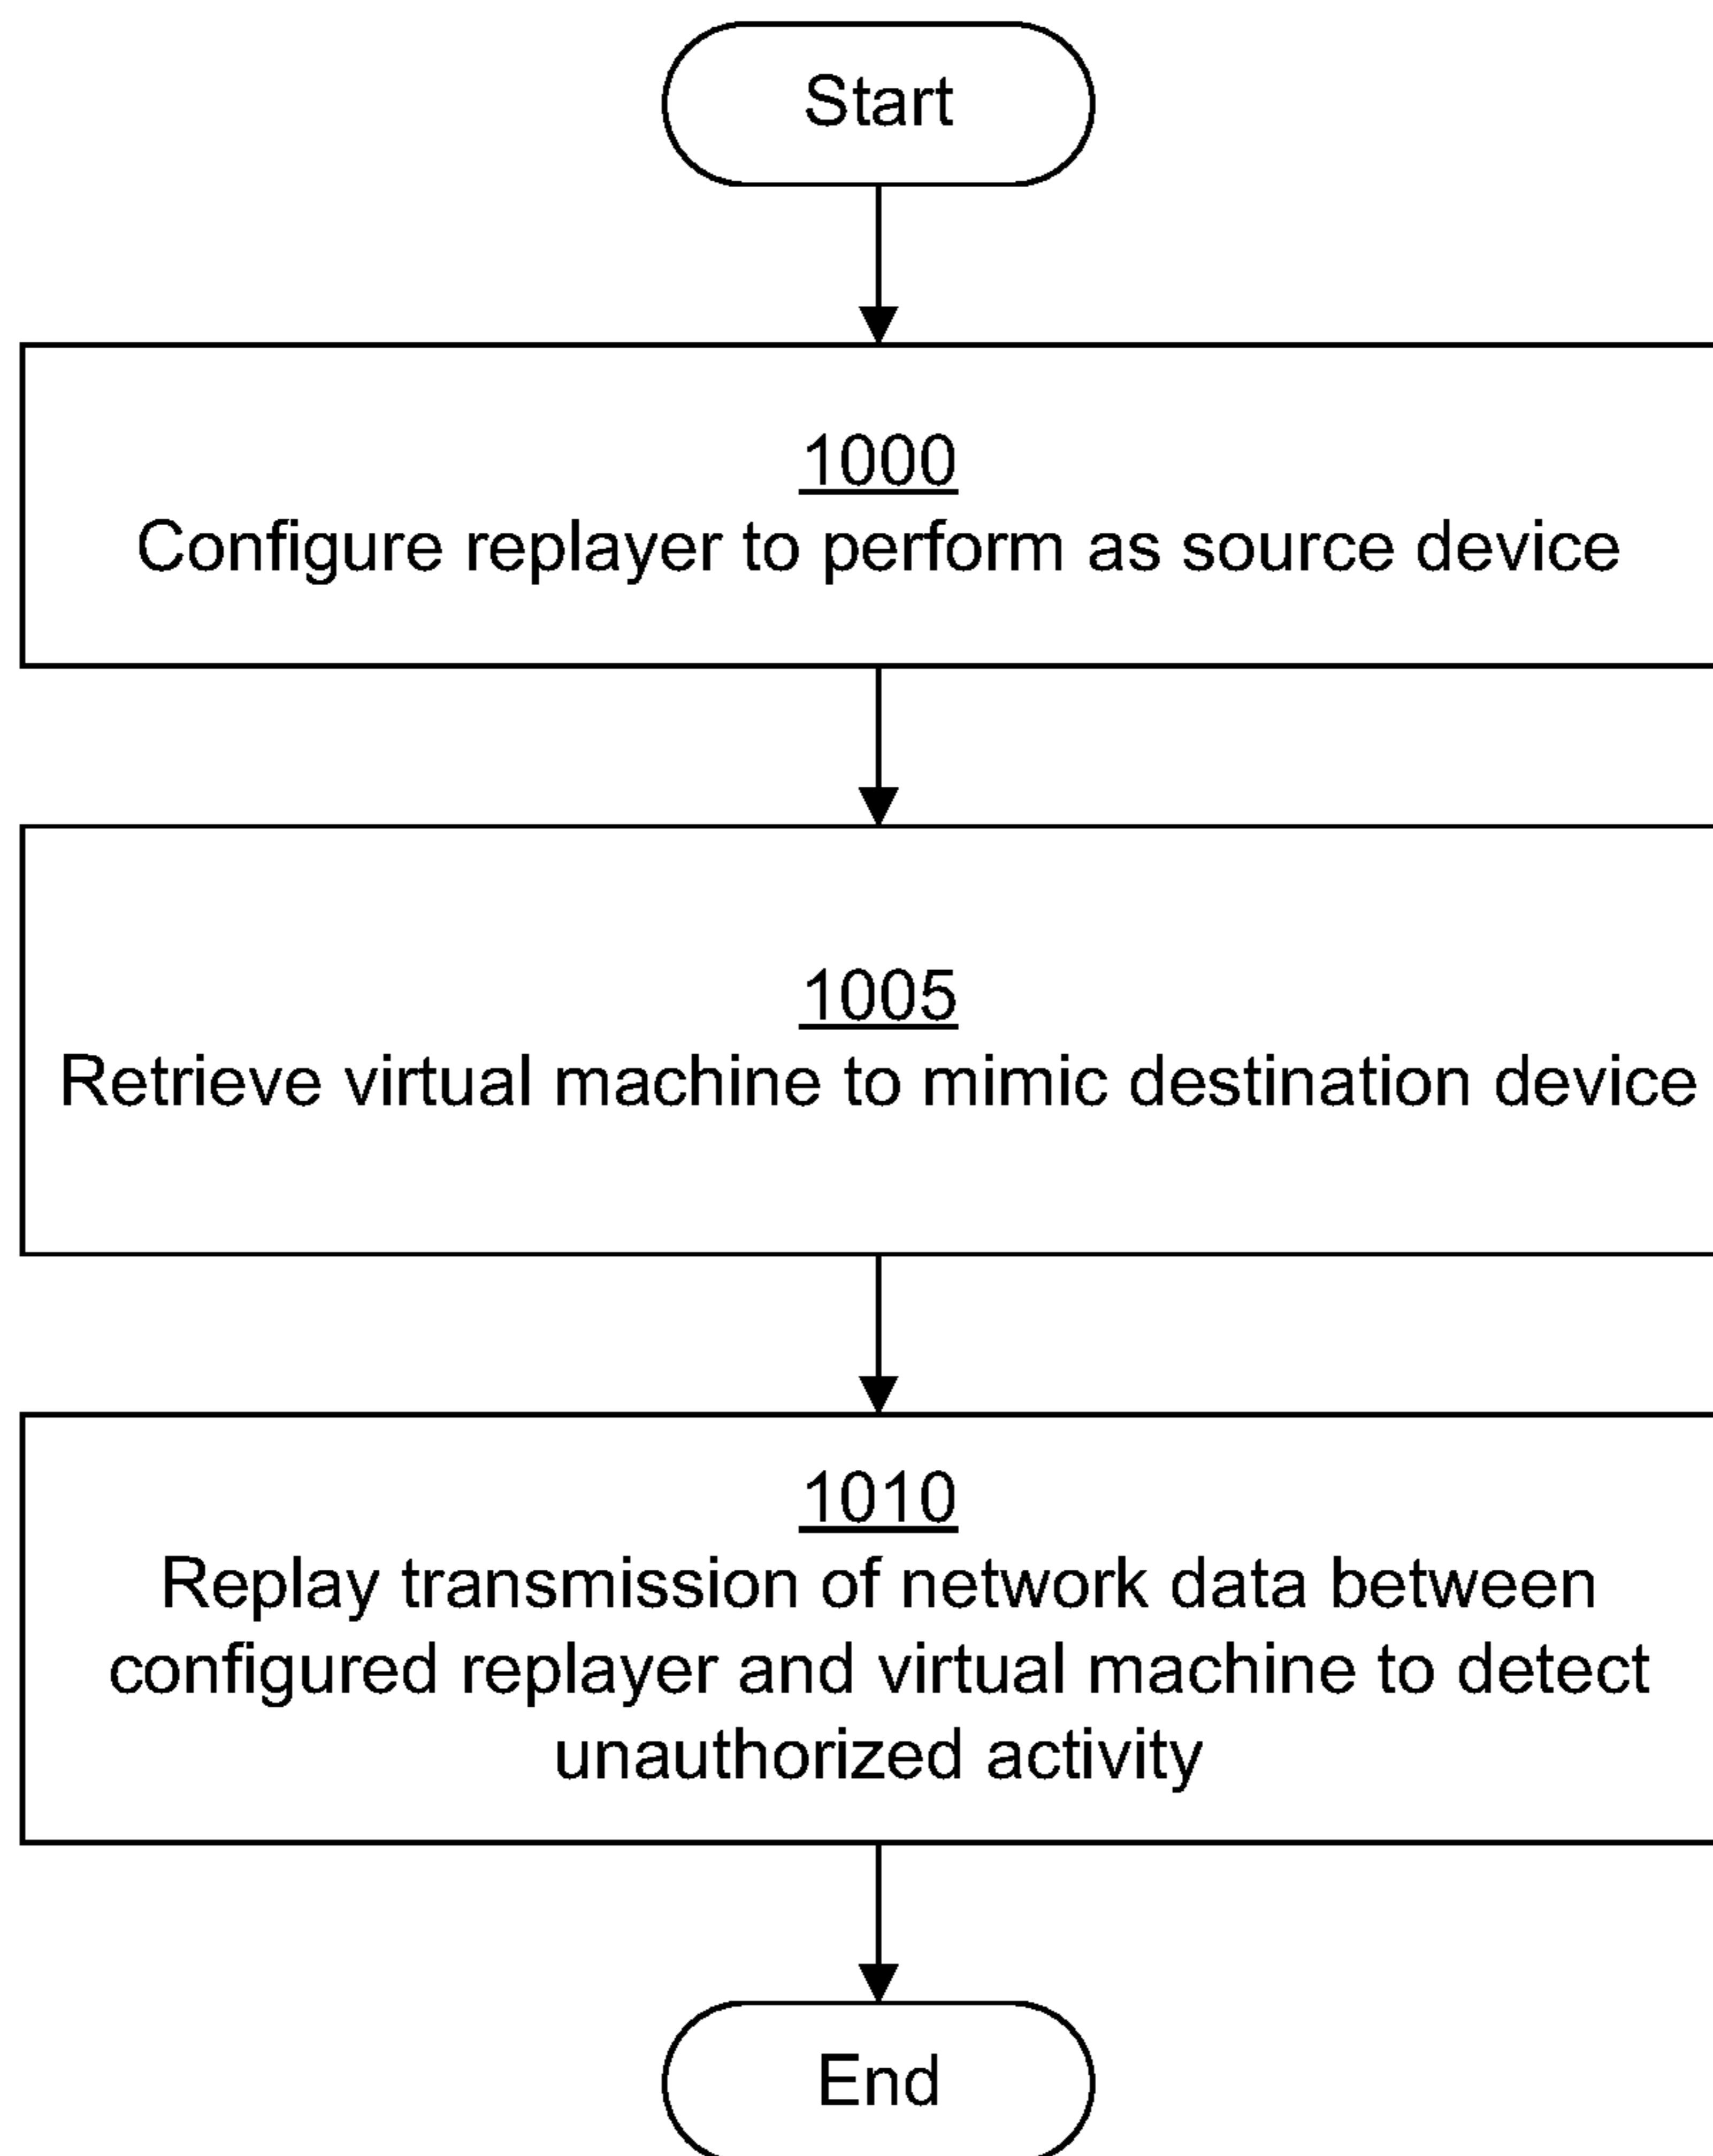 Start
1000
Configure replayer to perform as source device
1005
Retrieve virtual machine to mimic destination device
1010
Replay transmission of network data between
configured replayer and virtual machine to detect
unauthorized activity
End